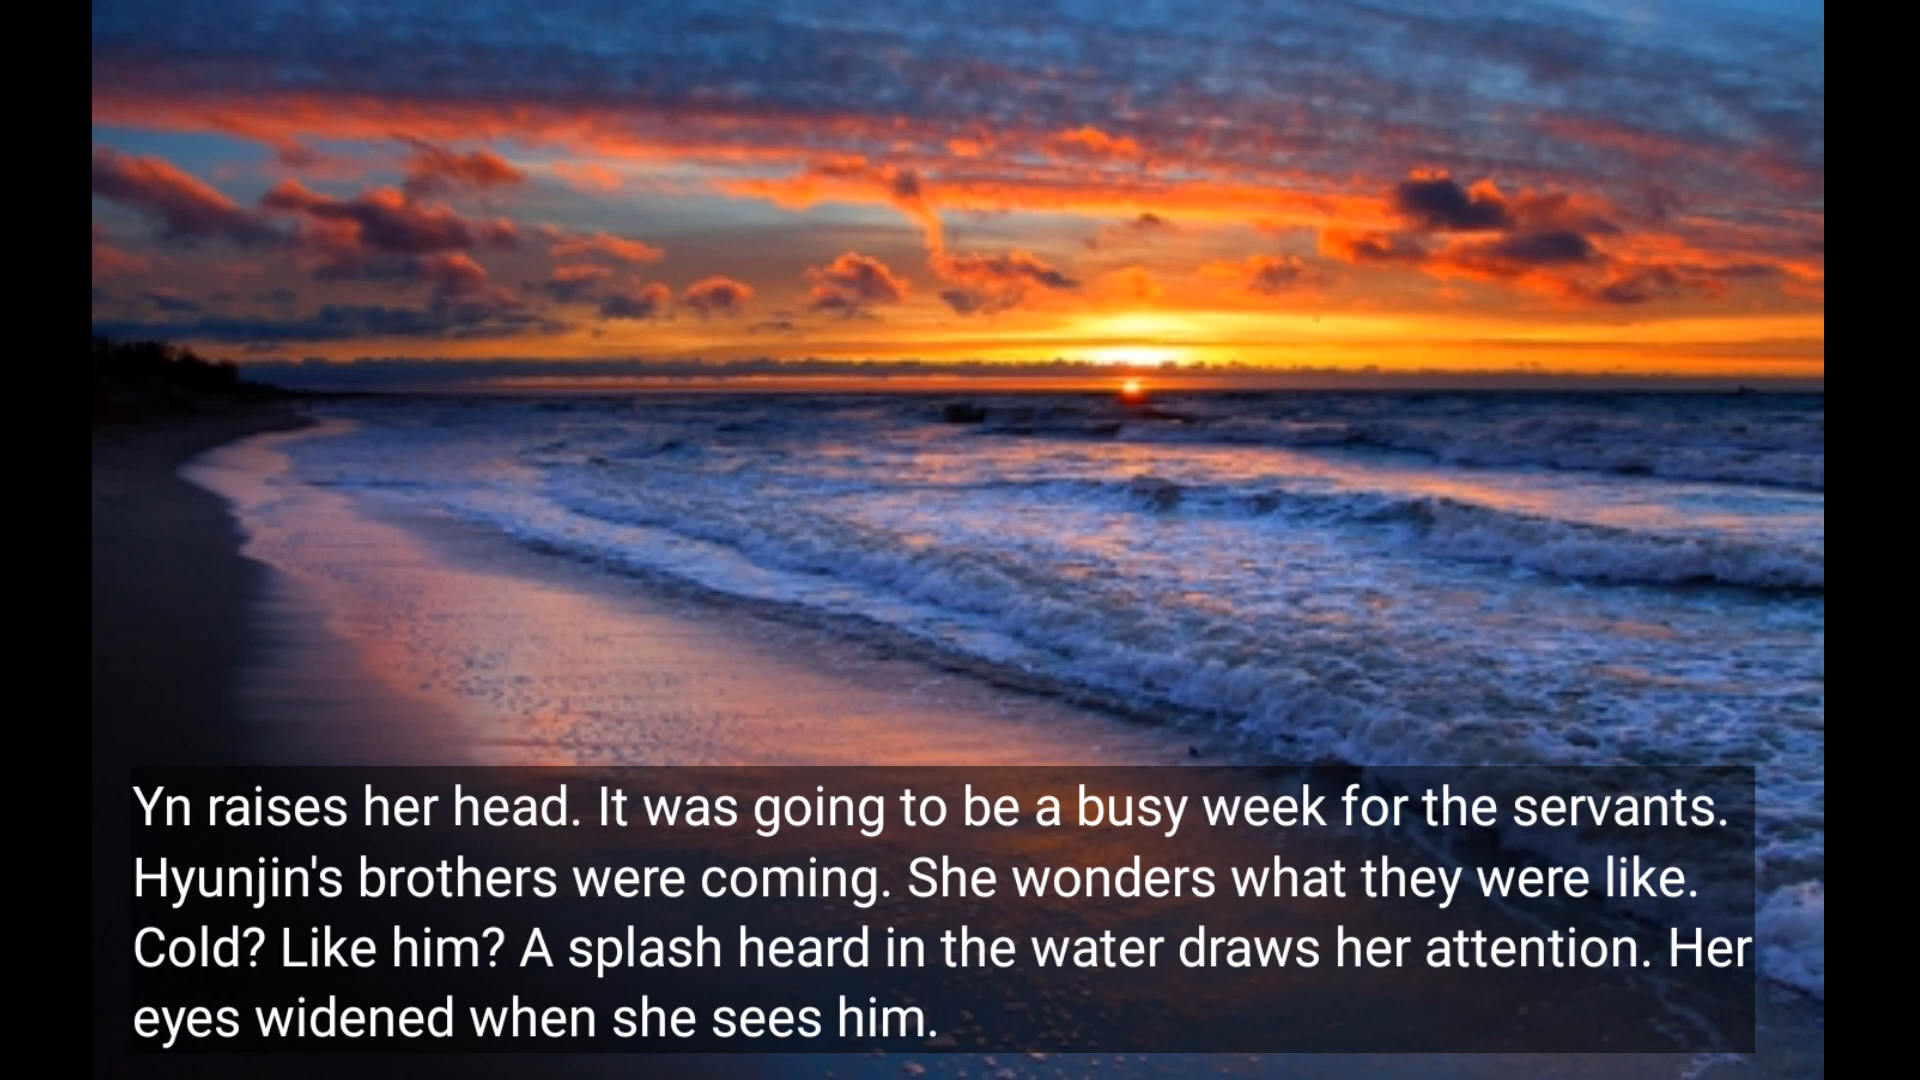 Yn raises her head. It was going to be a busy week for the servants.
Hyunjin's brothers were coming. She wonders what they were like.
Cold? Like him? A splash heard in the water draws her attention. Her
eyes widened when she sees him.